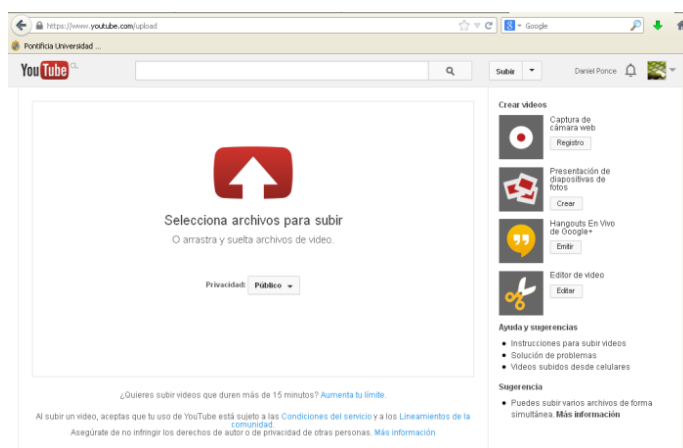 https://www.youtube.com/upload
Google
Pontificia Universidad ...
YouTube CL
Subir
Daniel Ponce
Selecciona archivos para subir
O arrastra y suelta archivos de video.
Privacidad: Público
¿Quieres subir videos que duren más de 15 minutos? Aumenta tu límite.
Al subir un video, aceptas que tu uso de YouTube está sujeto a las Condiciones del servicio y a los Lineamientos de la
comunidad.
Asegúrate de no infringir los derechos de autor o de privacidad de otras personas. Más información
Crear videos
Captura de
cámara web
Registro
Presentación de
diapositivas de
fotos
Crear
Hangouts En Vivo
de Google+
Emitir
Editor de video
Editar
Ayuda y sugerencias
Instrucciones para subir videos
Solución de problemas
Videos subidos desde celulares
Sugerencia
Puedes subir varios archivos de forma
simultánea. Más información